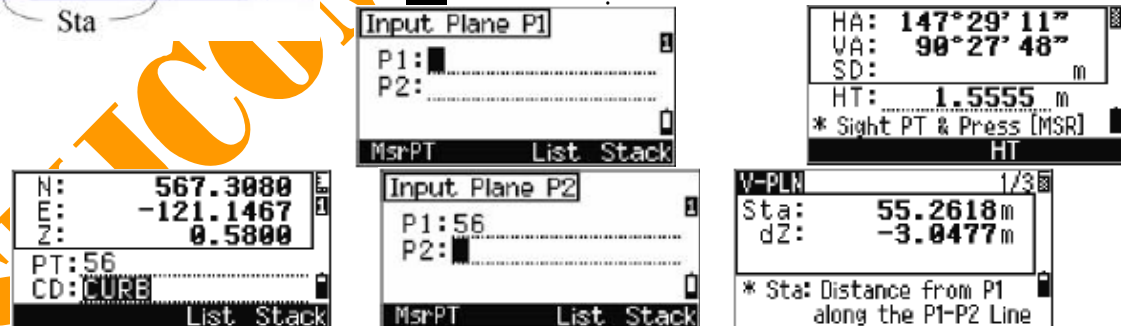 Sta
Input Plane P1
1
P1:
P2:
MsrPT List Stack
HA: 147°29' 11"
VA: 90°27' 48"
SD: m
HT: 1.5555 m
* Sight PT & Press [MSR]
HT
N: 567.3080
E: -121.1467
Z: 0.5800
1
PT:56
CD:CURB
List Stack
Input Plane P2
1
P1:56
P2:
MsrPT List Stack
V-PLN 1/3
Sta: 55.2618m
dZ: -3.0477m
* Sta: Distance from P1
along the P1-P2 Line